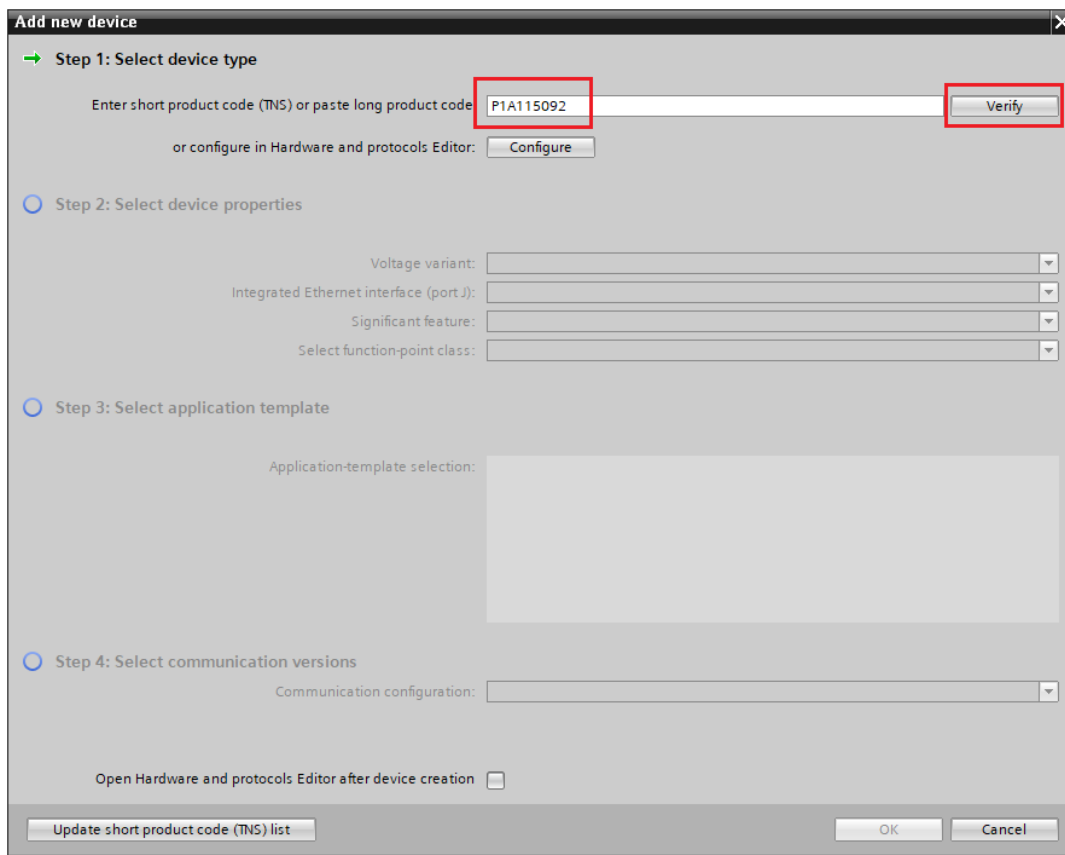 Add new device
Step 1: Select device type
Enter short product code (TNS) or paste long product code P1A115092 Verify
or configure in Hardware and protocols Editor: Configure
Step 2: Select device properties
Voltage variant:
Integrated Ethernet interface (port J):
Significant feature:
Select function-point class:
Step 3: Select application template
Application-template selection:
Step 4: Select communication versions
Communication configuration:
Open Hardware and protocols Editor after device creation
Update short product code (TNS) list OK Cancel